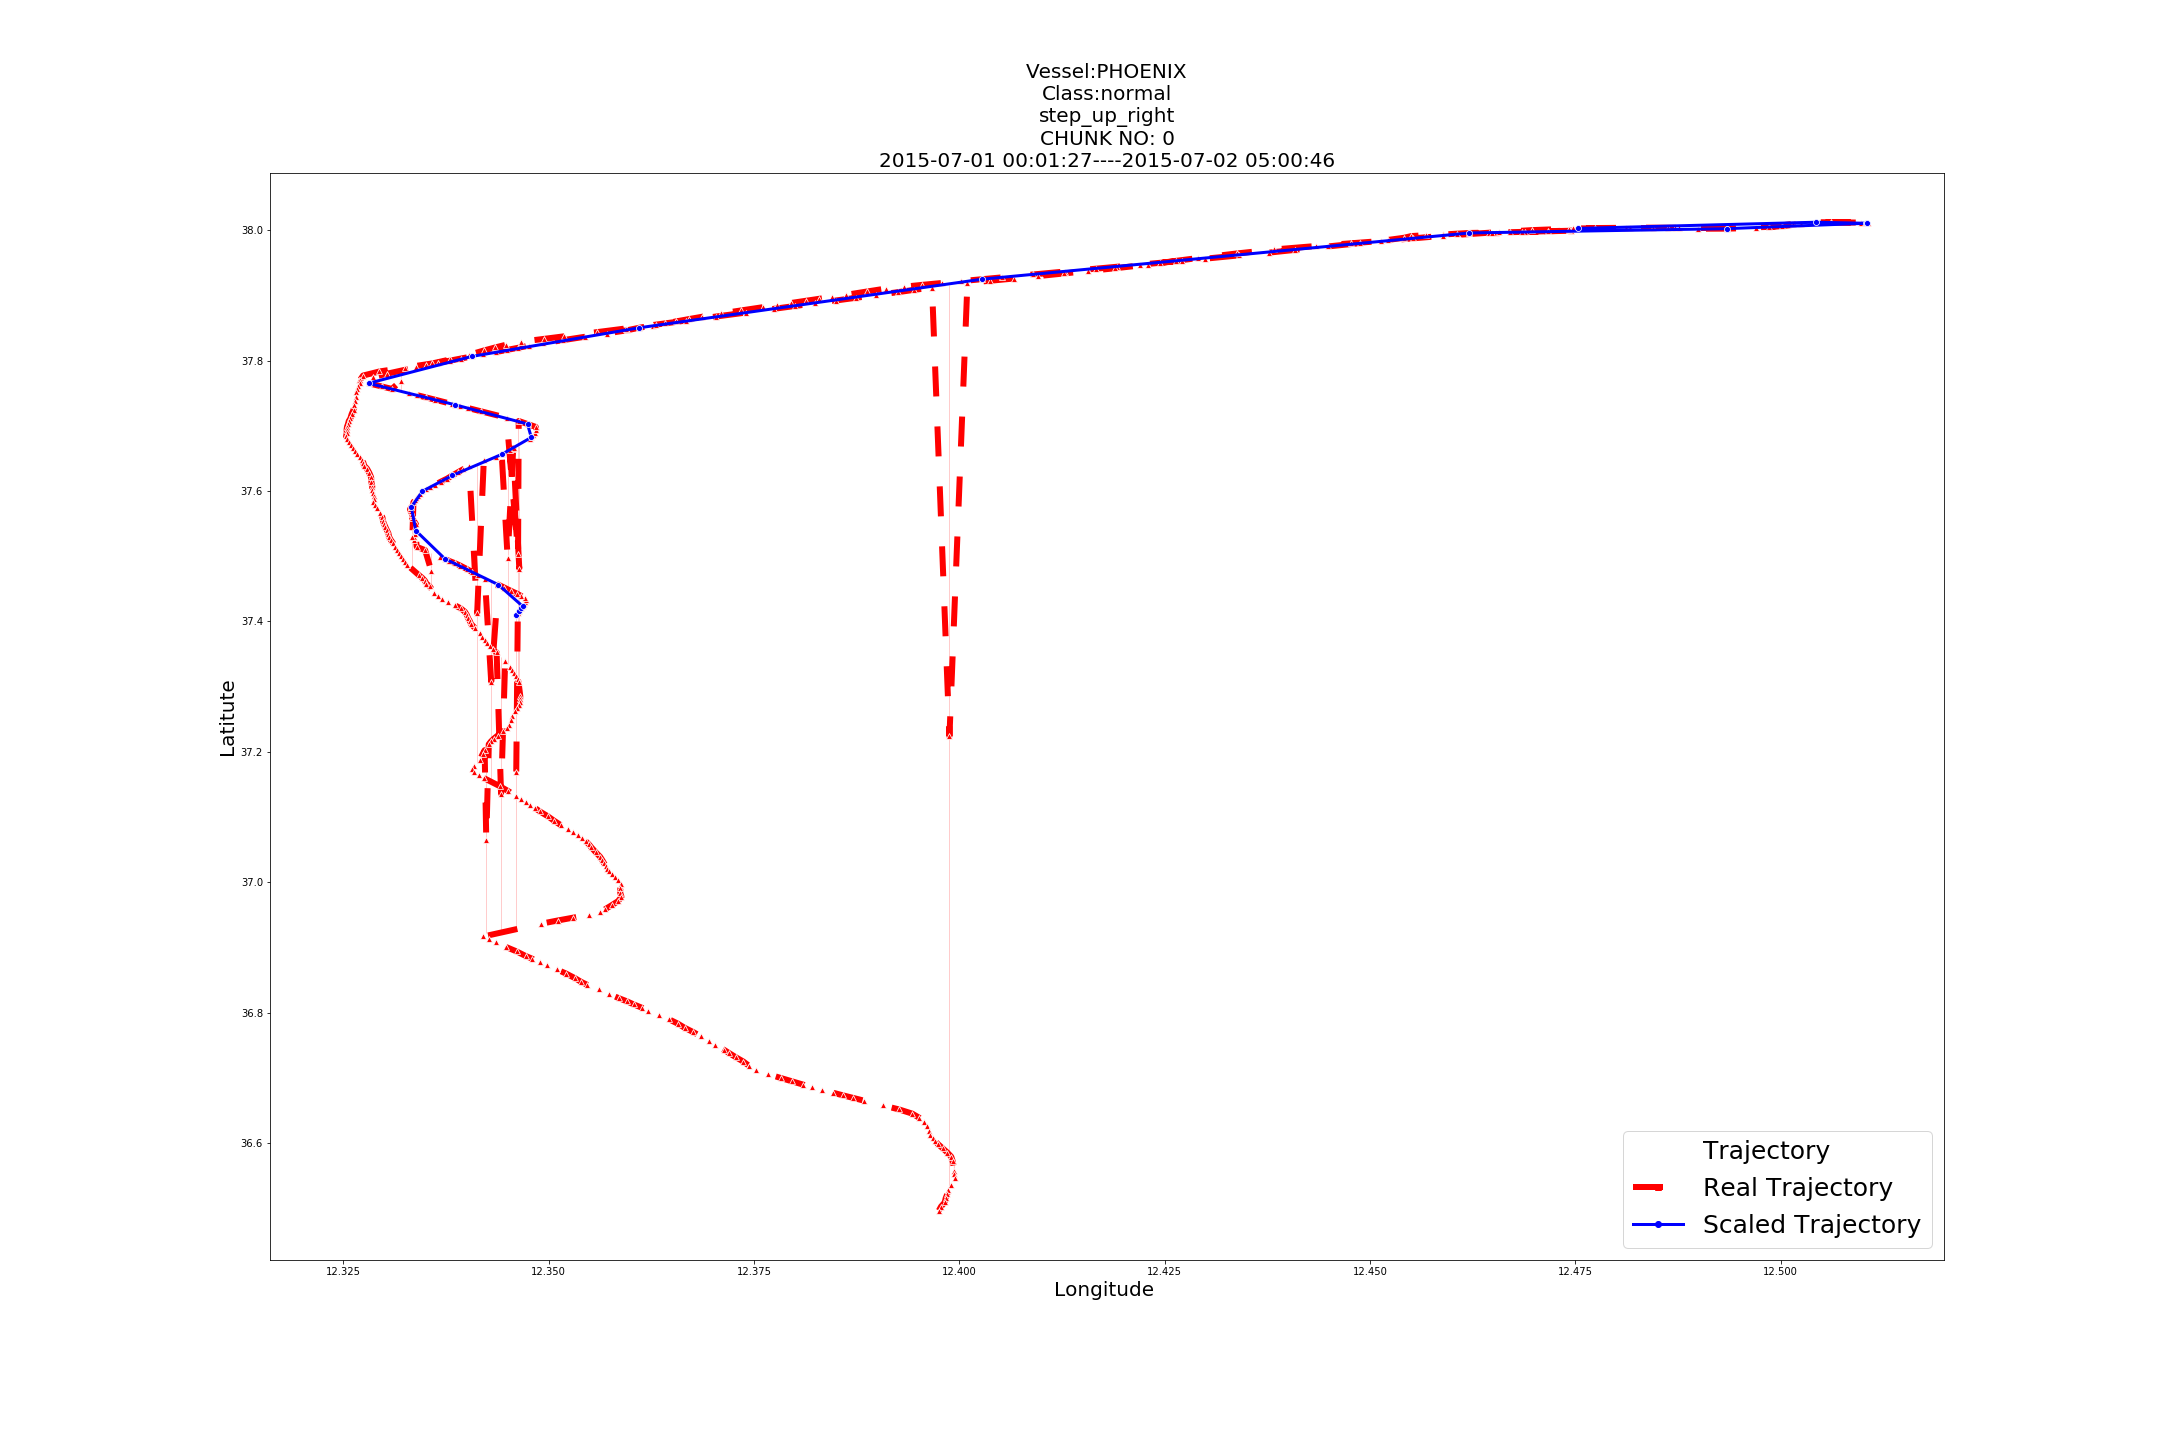 Vessel:PHOENIX
Class:normal
step_up_right
CHUNK NO: 0
2015-07-01 00:01:27----2015-07-02 05:00:46
38.0
37.8
37.6
37.4
37.2
37.0
36.8
36.6
Latitute
12.325
12.350
12.375
12.400
12.425
12.450
12.475
12.500
Longitude
Trajectory
Real Trajectory
Scaled Trajectory